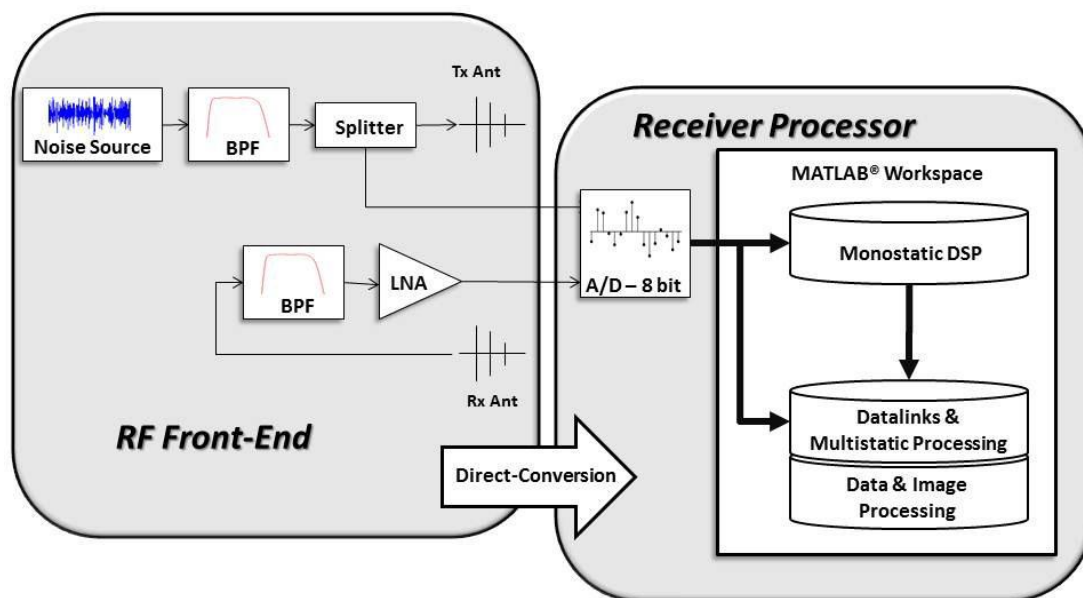 Tx Ant
Noise Source
BPF
Splitter
BPF
LNA
Rx Ant
RF Front-End
Direct-Conversion
Receiver Processor
A/D – 8 bit
MATLAB® Workspace
Monostatic DSP
Datalinks &
Multistatic Processing
Data & Image
Processing